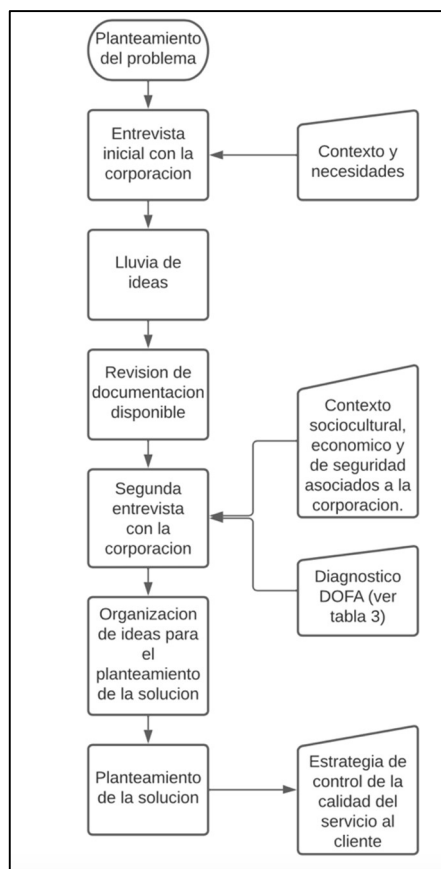 Planteamiento
del problema
Entrevista
inicial con la
corporacion
Contexto y
necesidades
Lluvia de
ideas
Revision de
documentacion
disponible
Contexto
sociocultural,
economico y
de seguridad
asociados a la
corporacion.
Segunda
entrevista
con la
corporacion
Diagnostico
DOFA (ver
tabla 3)
Organizacion
de ideas para
el
planteamiento
de la solucion
Planteamiento
de la solucion
Estrategia de
control de la
calidad del
servicio al
cliente